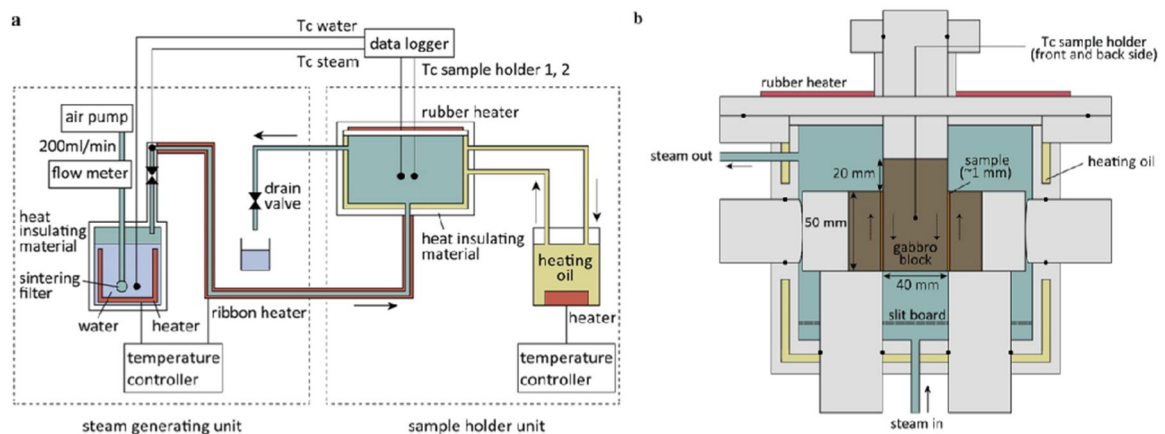 a
Tc water
Tc steam
data logger
Tc sample holder 1, 2
rubber heater
air pump
200ml/min
flow meter
heat
insulating
material
sintering
filter
water
heater
ribbon heater
temperature
controller
steam generating unit
drain
valve
heat insulating
material
heating
oil
heater
temperature
controller
sample holder unit
b
Tc sample holder
(front and back side)
rubber heater
steam out
20 mm
sample
(~1 mm)
heating oil
50 mm
gabbro
block
40 mm
slit board
steam in